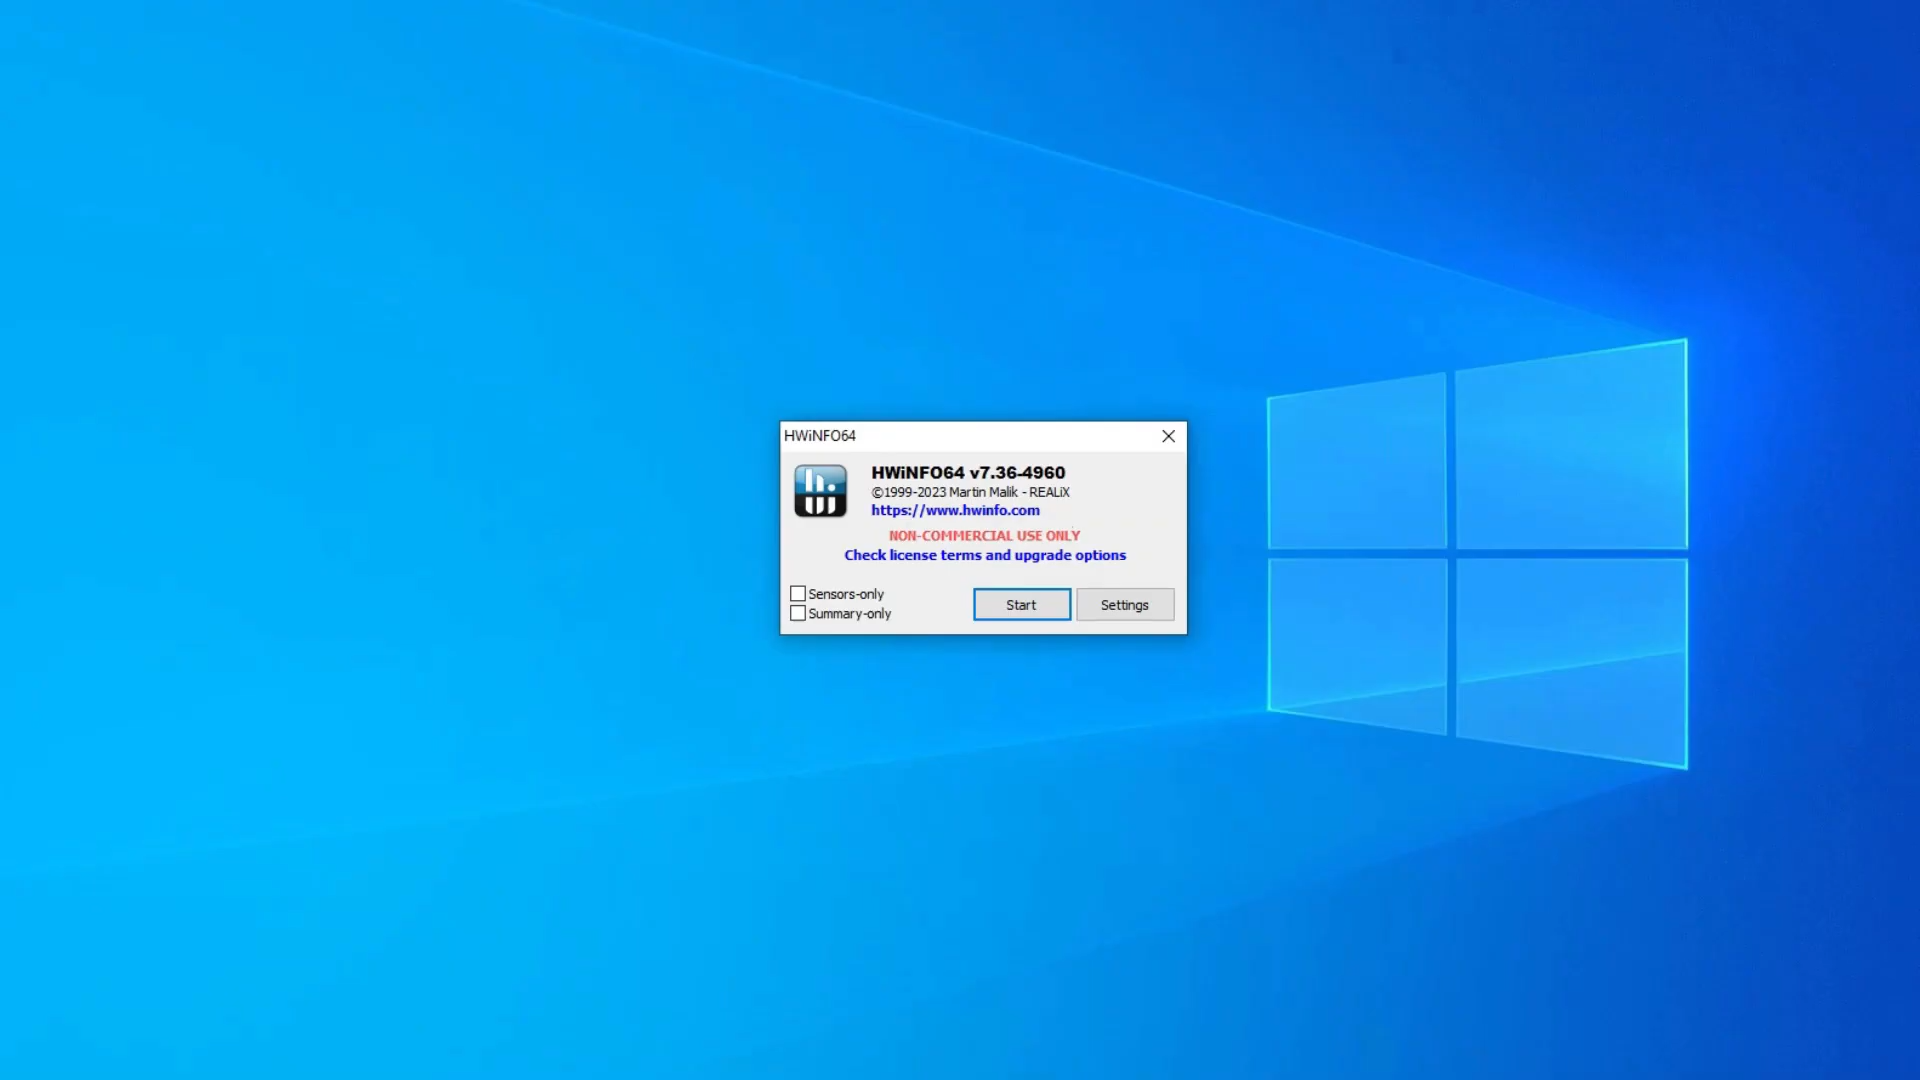 HWiNFO64
HWiNFO64 v7.36-4960
©1999-2023 Martin Malik - REALiX
https://www.hwinfo.com
NON-COMMERCIAL USE ONLY
Check license terms and upgrade options
Sensors-only
Summary-only
Start
Settings